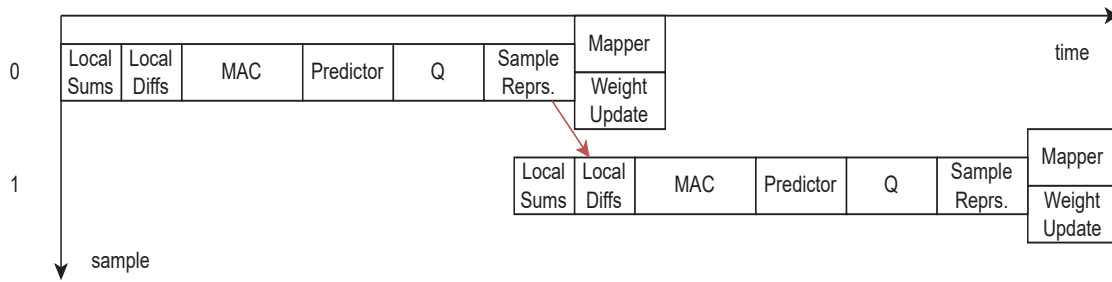 time
0
Local
Sums
Local
Diffs
MAC
Predictor
Q
Sample
Reprs.
Mapper
Weight
Update
1
Local
Sums
Local
Diffs
MAC
Predictor
Q
Sample
Reprs.
Mapper
Weight
Update
sample